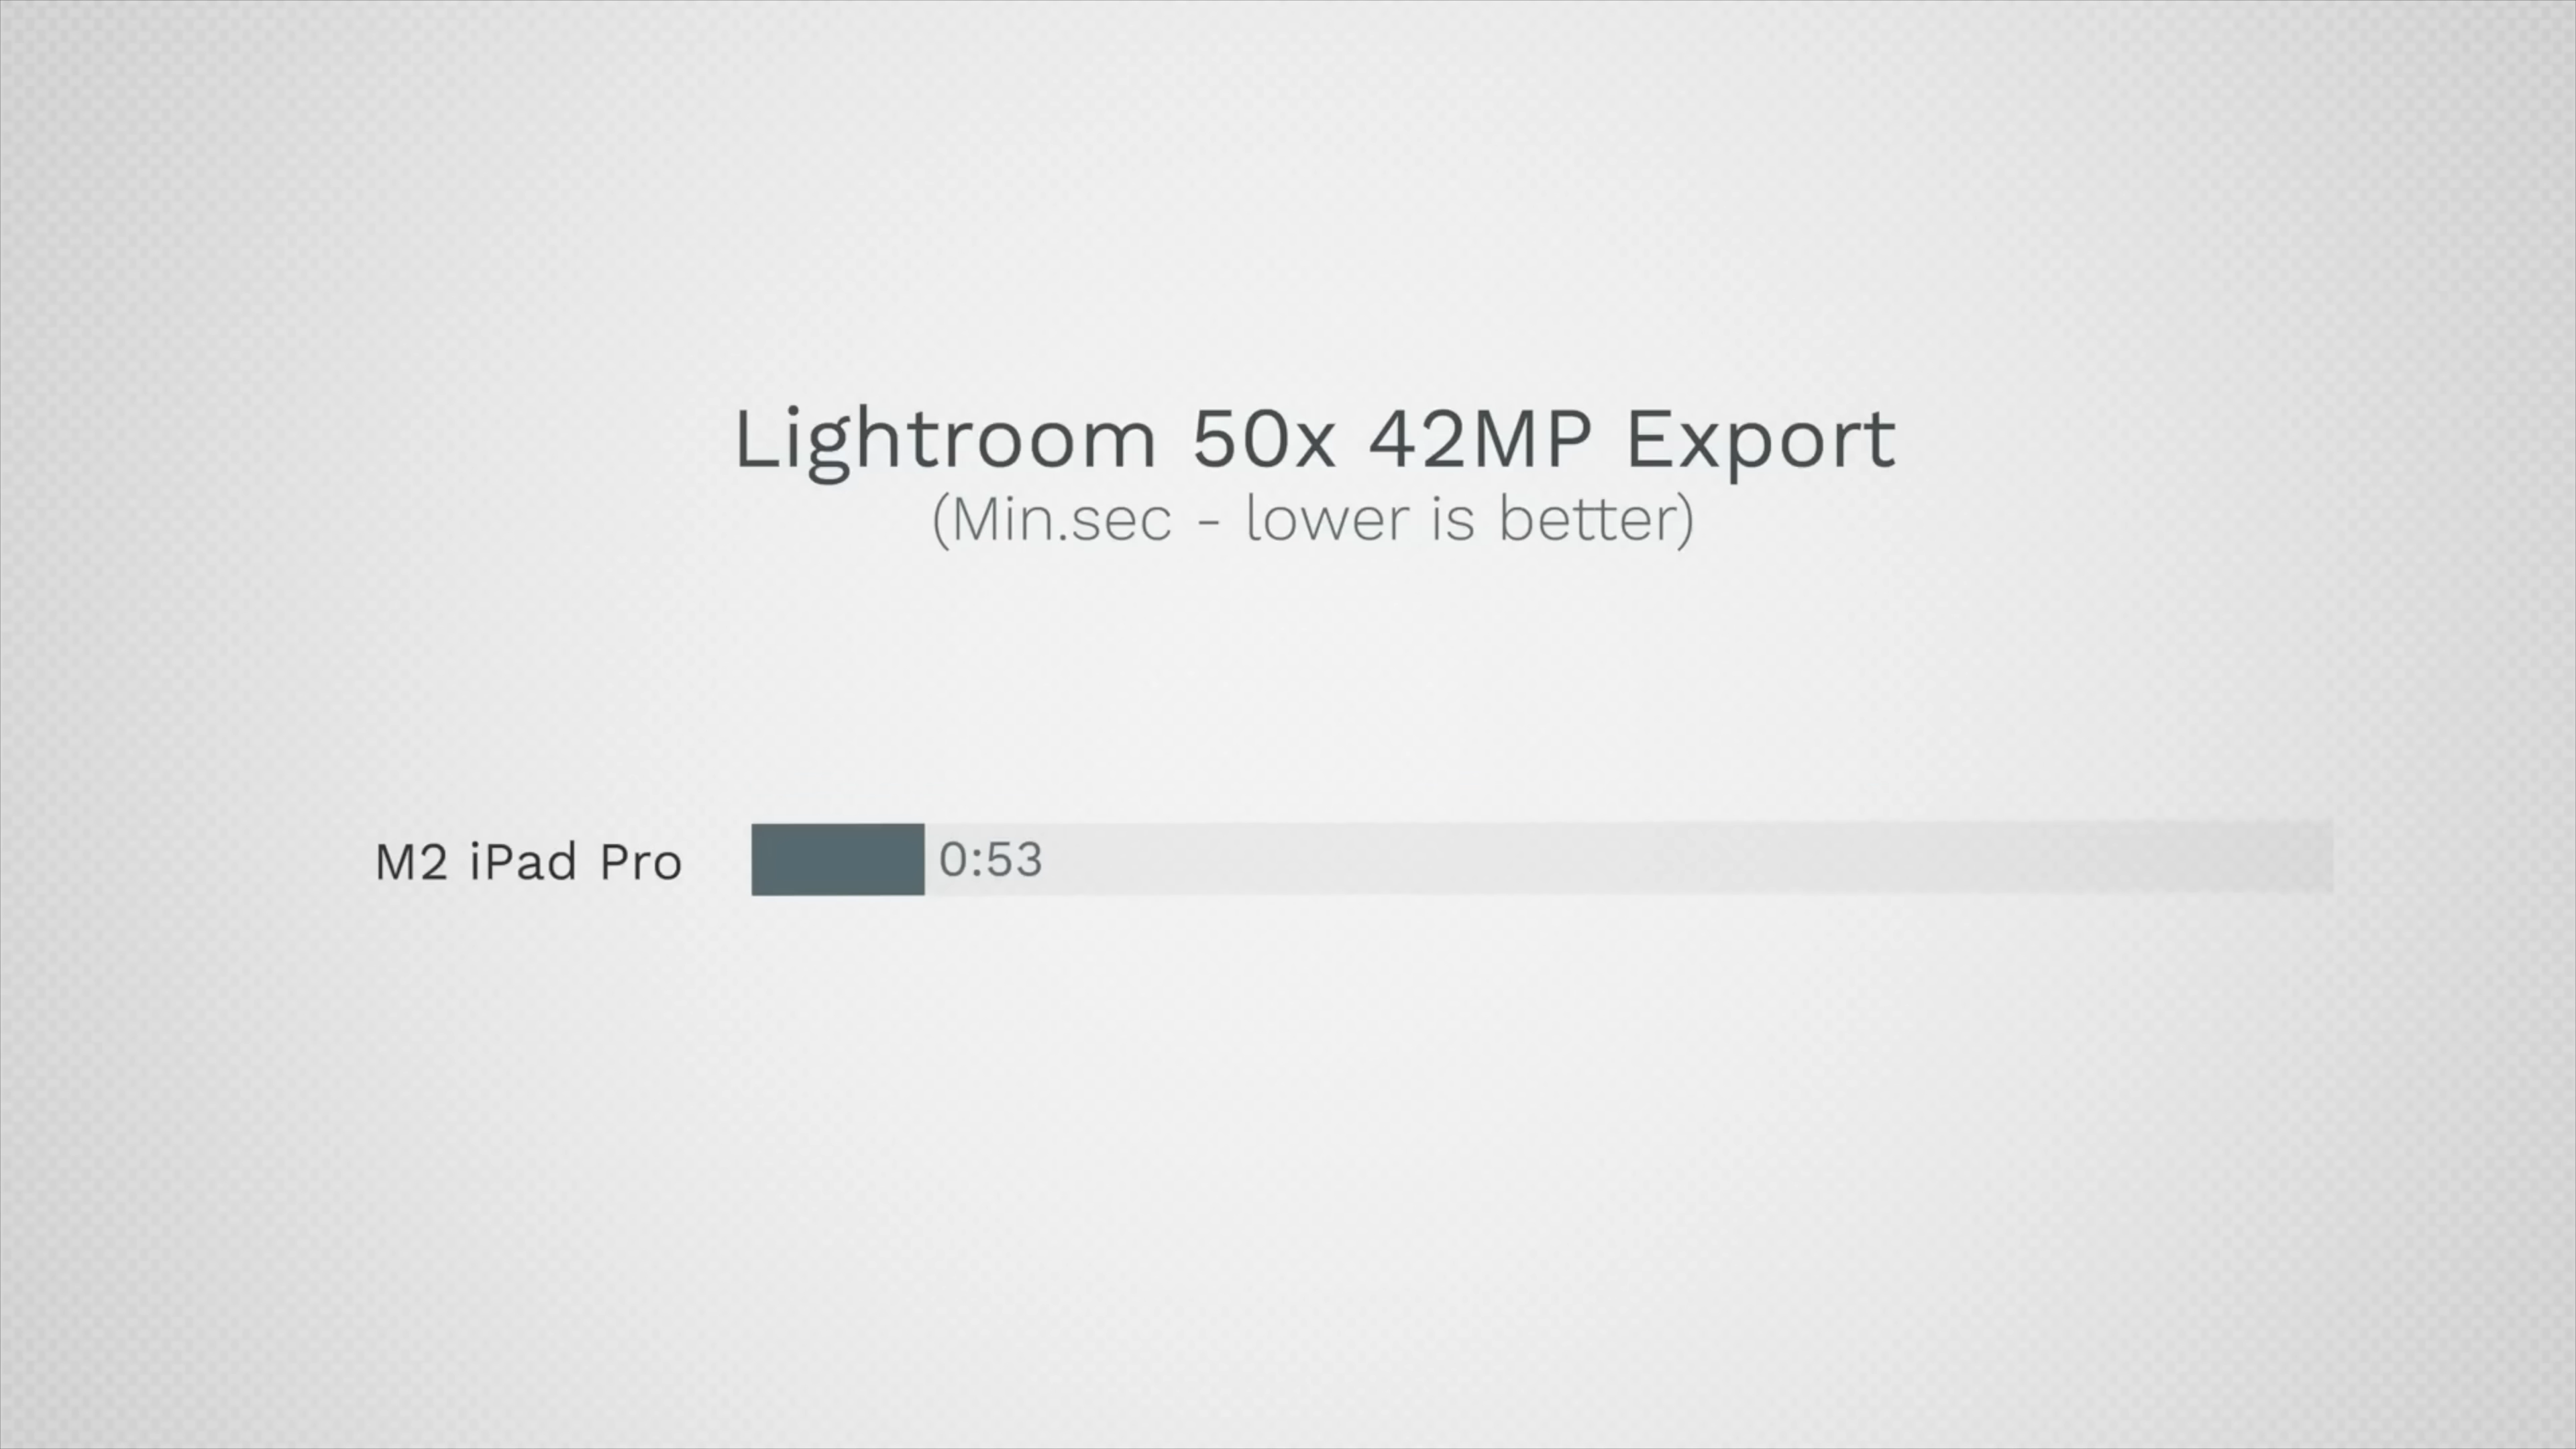 Lightroom 50x 42MP Export
(Min.sec - lower is better)
M2 iPad Pro 0:53